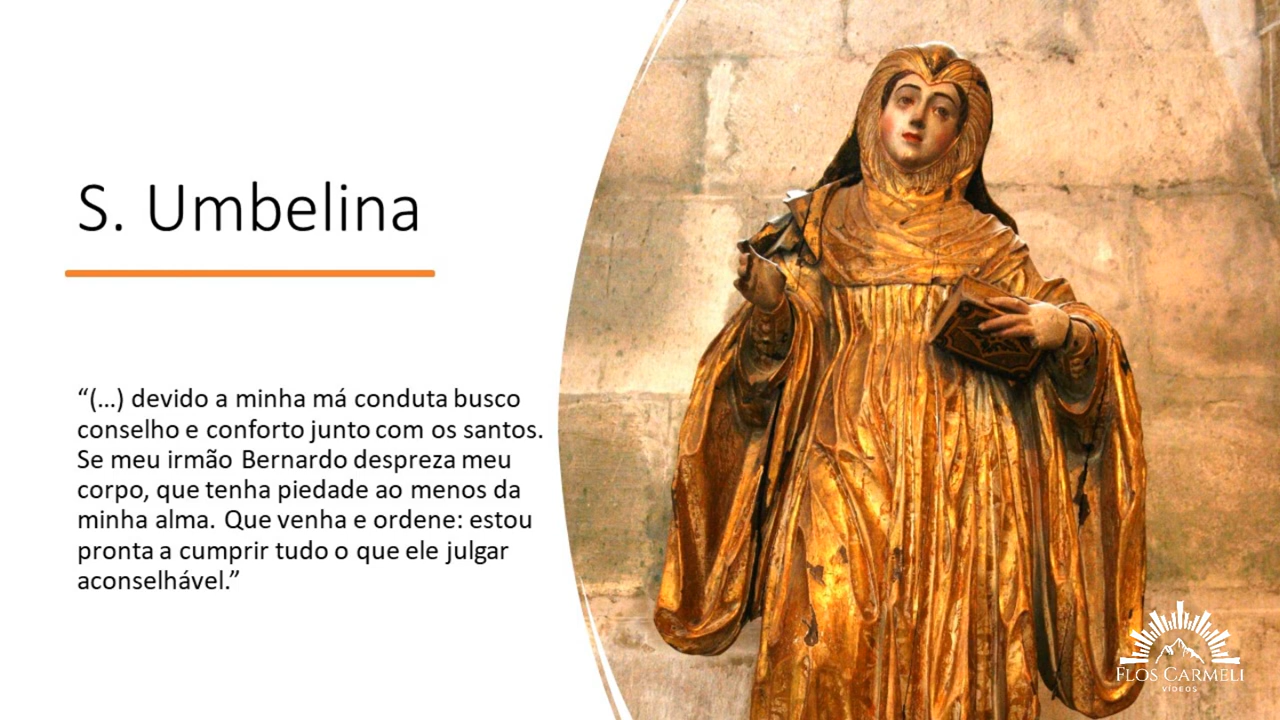 S. Umbelina
“(...) devido a minha má conduta busco
conselho e conforto junto com os santos.
Se meu irmão Bernardo despreza meu
corpo, que tenha piedade ao menos da
minha alma. Que venha e ordene: estou
pronta a cumprir tudo o que ele julgar
aconselhável.”
FLOS CARMELI
VÍDEOS